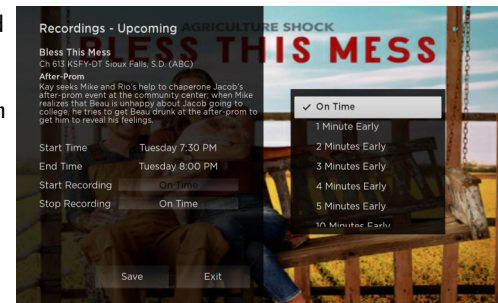 d
n
Recordings - Upcoming
AGRICULTURE SHOCK
BLESS THIS MESS
Bless This Mess
Ch 613 KSFY-DT Sioux Falls, S.D. (ABC)
After-Prom
Kay seeks Mike and Rio's help to chaperone Jacob's
after-prom event at the community center; when Mike
realizes that Beau is unhappy about Jacob going to
college, he tries to get Beau drunk at the after-prom to
get him to reveal his feelings.
Start Time Tuesday 7:30 PM
End Time Tuesday 8:00 PM
Start Recording On Time
Stop Recording On Time
Save Exit
✓ On Time
1 Minute Early
2 Minutes Early
3 Minutes Early
4 Minutes Early
5 Minutes Early
10 Minutes Early